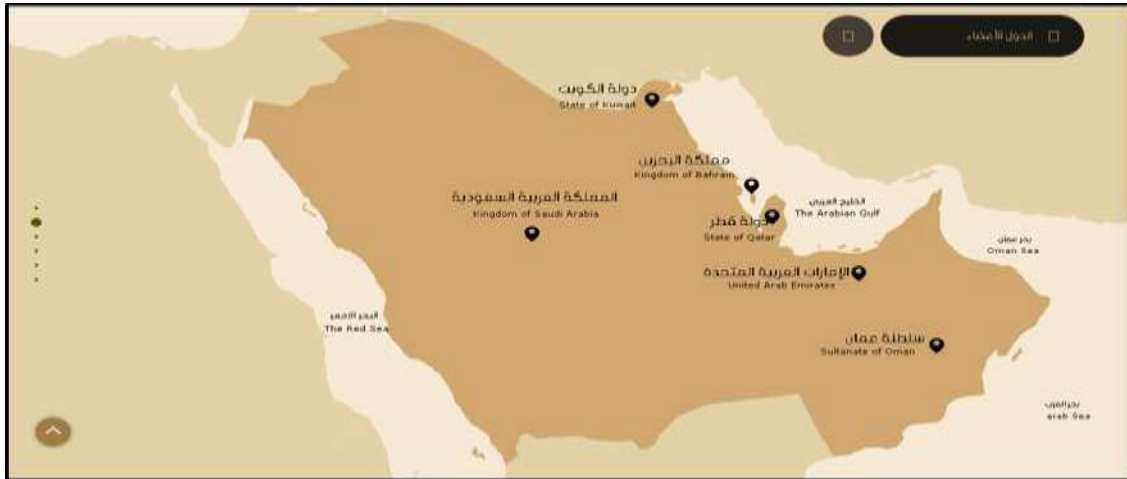 الدول الأعضاء
دولة الكويت
State of Kuwait
مملكة البحرين
Kingdom of Bahrain
المملكة العربية السعودية
Kingdom of Saudi Arabia
الخليج العربي
The Arabian Gulf
دولة قطر
State of Qatar
بحر عمان
Oman Sea
الإمارات العربية المتحدة
United Arab Emirates
البحر الاحمر
The Red Sea
سلطنة عمان
Sultanate of Oman
بحر العرب
arab Sea